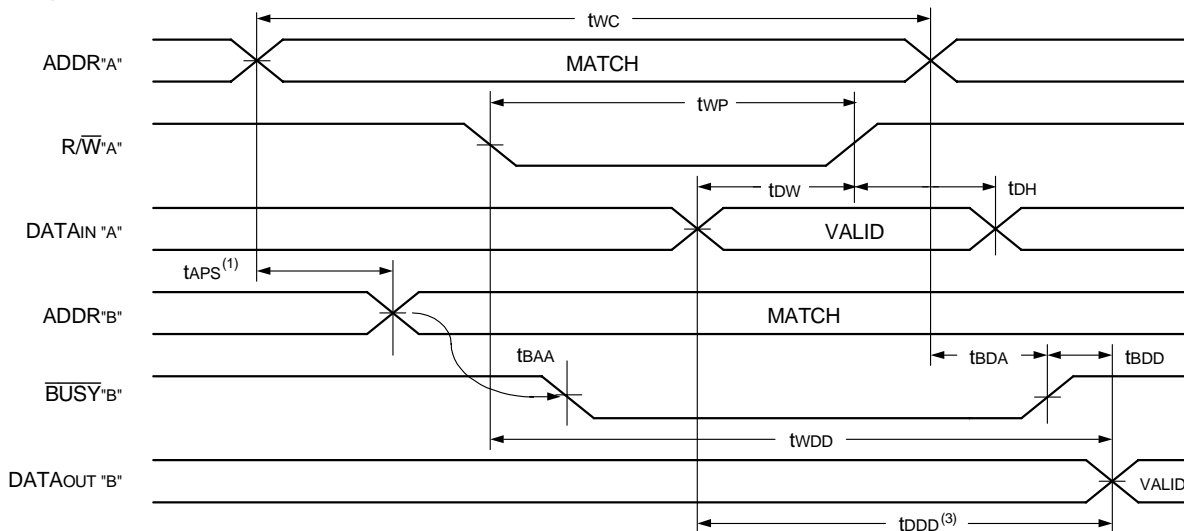 tWC
ADDR"A" MATCH
tWP
R/W̅"A"
tDW tDH
DATAIN "A" VALID
tAPS(1)
ADDR"B" MATCH
tBAA tBDA tBDD
B̅U̅S̅Y̅"B"
tWDD
DATAOUT "B" VALID
tDDD(3)